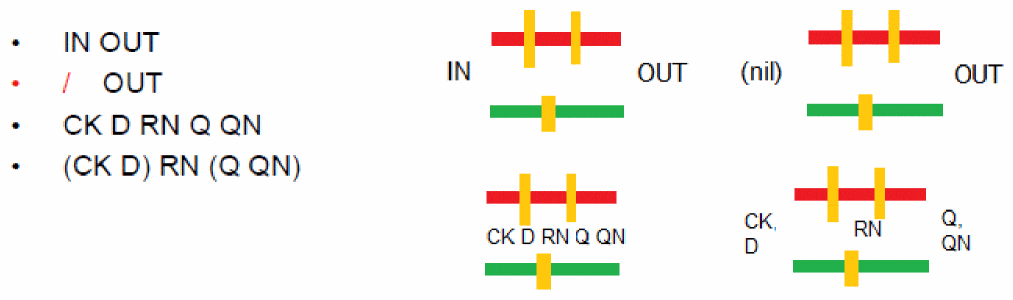 • IN OUT
• / OUT
• CK D RN Q QN
• (CK D) RN (Q QN)
IN OUT
(nil) OUT
CK D RN Q QN
CK, D
RN
Q, QN